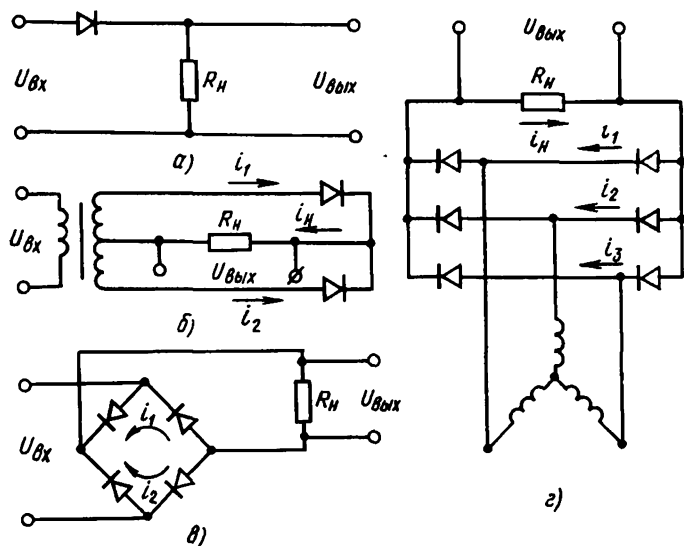 Uвх
Rн
Uвых
а)
i1
Uвх
Rн
iн
Uвых
i2
б)
Uвх
i1
i2
Rн
Uвых
в)
Uвых
Rн
iн
i1
i2
i3
г)